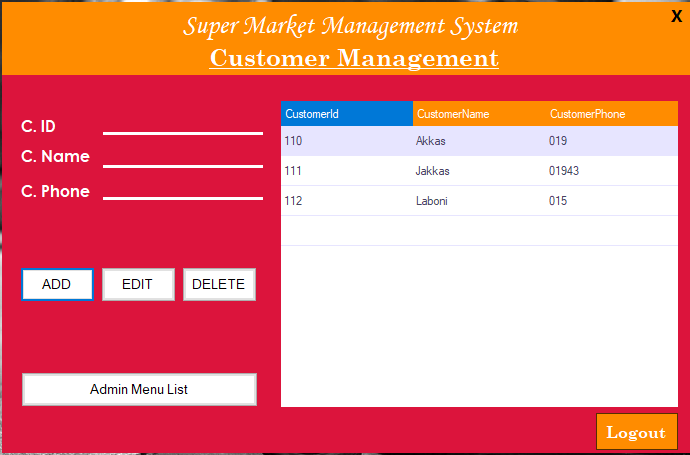 Super Market Management System
X
Customer Management
C. ID
C. Name
C. Phone
CustomerId CustomerName CustomerPhone
110 Akkas 019
111 Jakkas 01943
112 Laboni 015
ADD EDIT DELETE
Admin Menu List
Logout